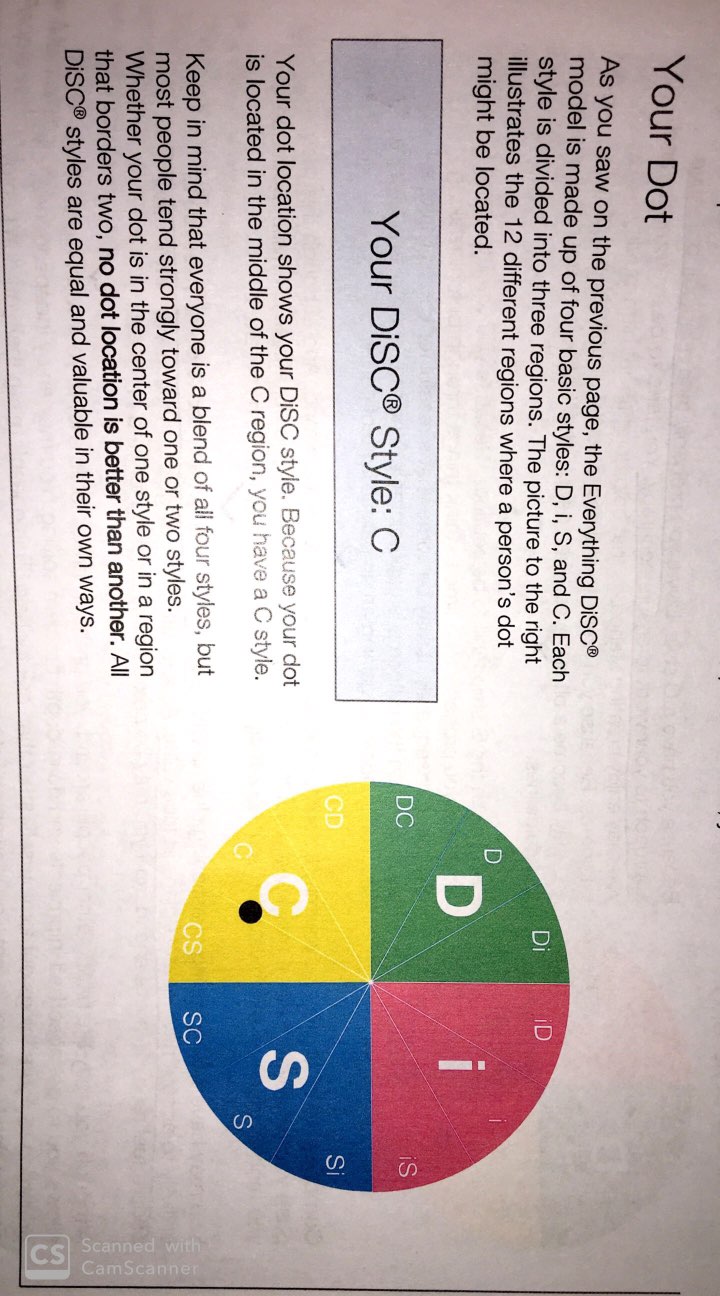 Your Dot
As you saw on the previous page, the Everything DiSC®
model is made up of four basic styles: D, i, S, and C. Each
style is divided into three regions. The picture to the right
illustrates the 12 different regions where a person's dot
might be located.
Your DiSC® Style: C
Your dot location shows your DiSC style. Because your dot
is located in the middle of the C region, you have a C style.
Keep in mind that everyone is a blend of all four styles, but
most people tend strongly toward one or two styles.
Whether your dot is in the center of one style or in a region
that borders two, no dot location is better than another. All
DiSC® styles are equal and valuable in their own ways.
Di
iD
D
i
D
i
DC
iS
CD
Si
C
S
C
S
CS
SC
CS
Scanned with
CamScanner